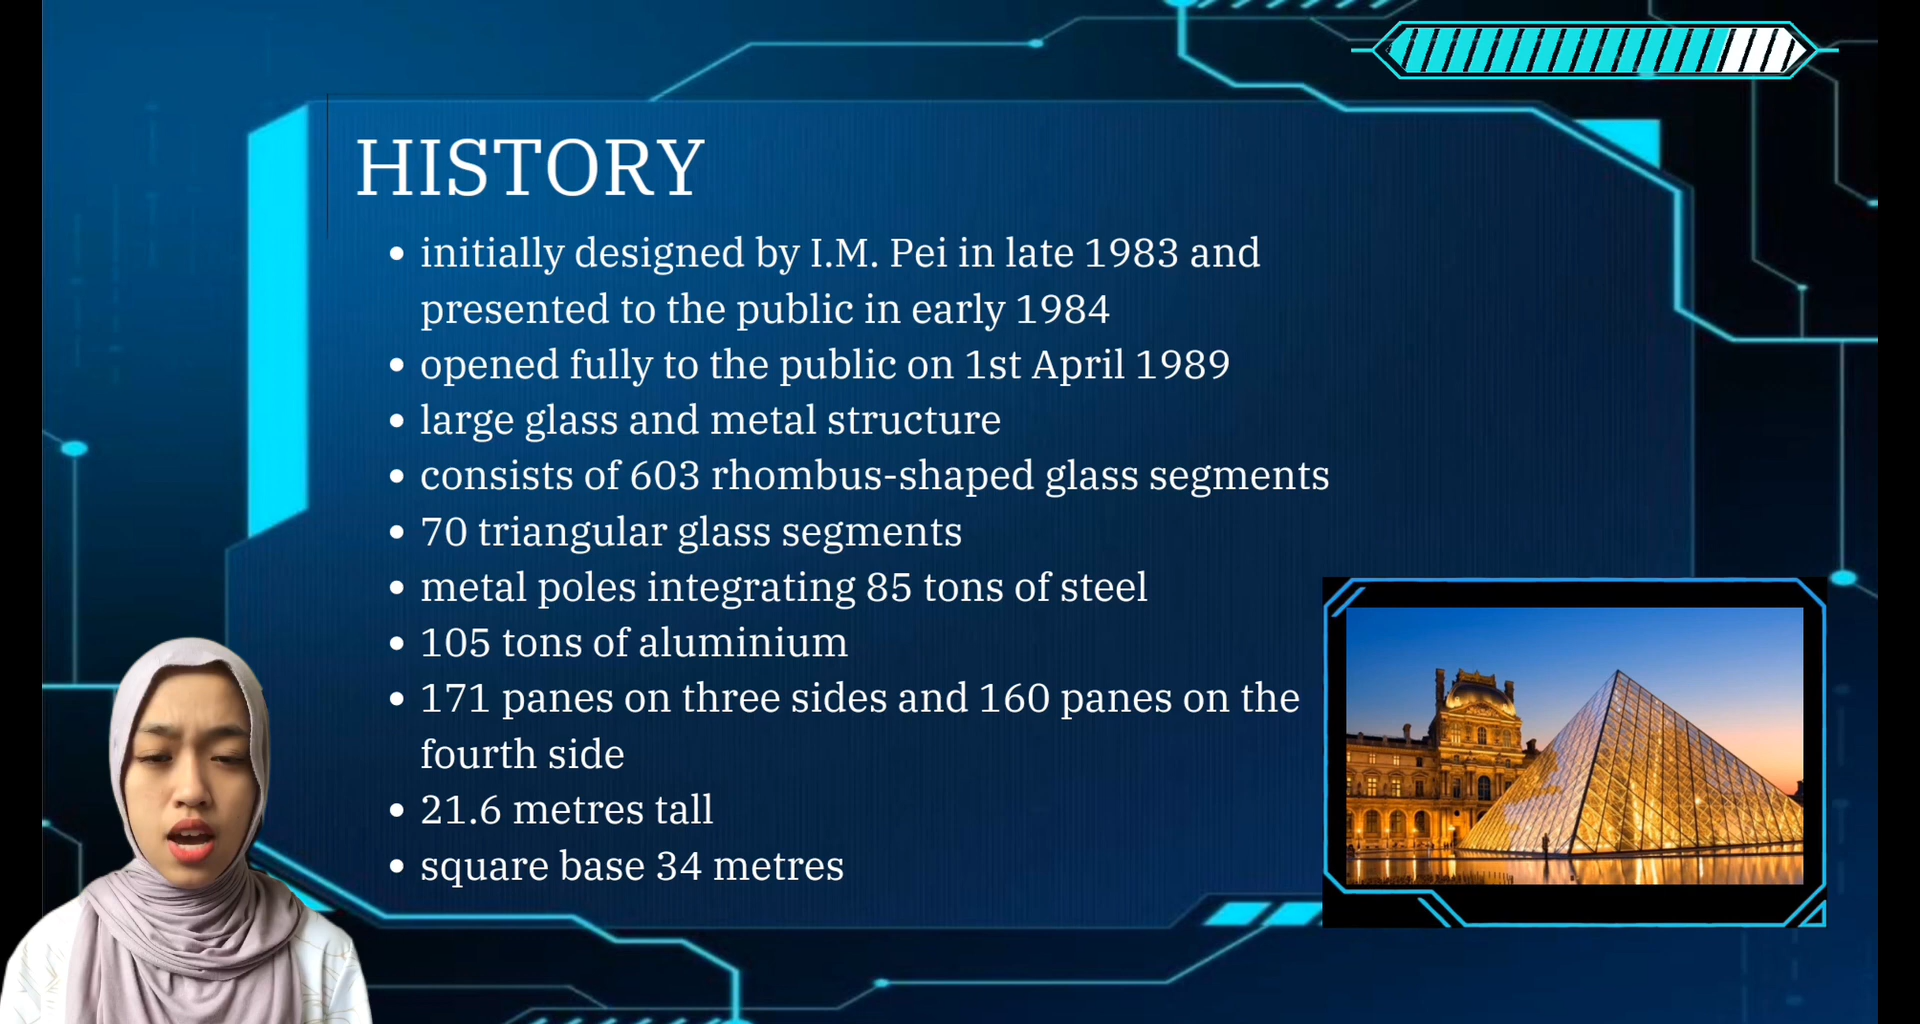 HISTORY
• initially designed by I.M. Pei in late 1983 and
presented to the public in early 1984
• opened fully to the public on 1st April 1989
• large glass and metal structure
• consists of 603 rhombus-shaped glass segments
• 70 triangular glass segments
• metal poles integrating 85 tons of steel
• 105 tons of aluminium
• 171 panes on three sides and 160 panes on the
fourth side
• 21.6 metres tall
• square base 34 metres